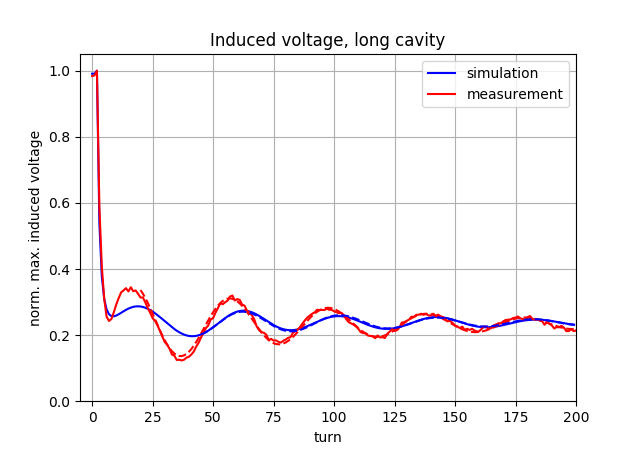 Induced voltage, long cavity
simulation
measurement
norm. max. induced voltage
1.0
0.8
0.6
0.4
0.2
0.0
0 25 50 75 100 125 150 175 200
turn